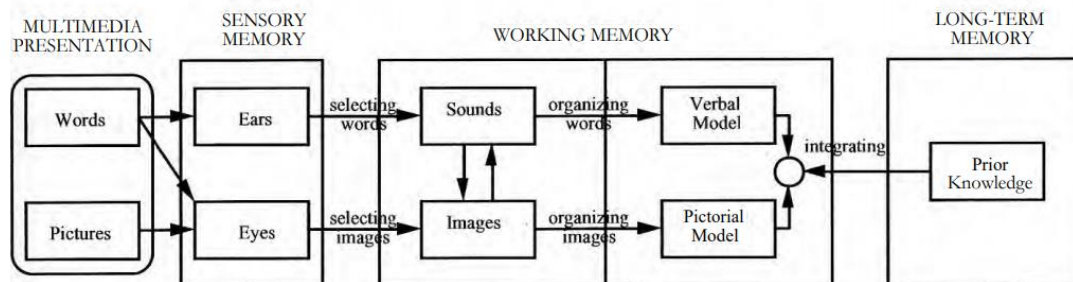 MULTIMEDIA
PRESENTATION
SENSORY
MEMORY
WORKING MEMORY
LONG-TERM
MEMORY
Words
Ears
selecting
words
Sounds
organizing
words
Verbal
Model
integrating
Prior
Knowledge
Pictures
Eyes
selecting
images
Images
organizing
images
Pictorial
Model